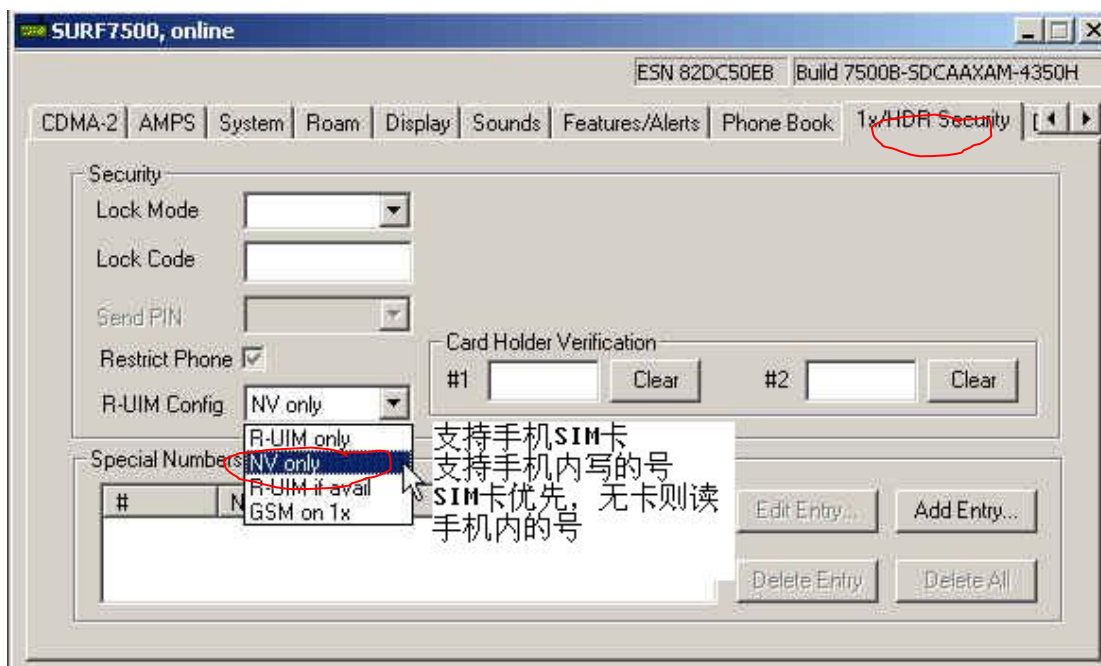 SURF7500, online
ESN 82DC50EB Build 7500B-SDCAAXAM-4350H
CDMA-2 AMPS System Roam Display Sounds Features/Alerts Phone Book 1x/HDR Security
Security
Lock Mode
Lock Code
Send PIN
Restrict Phone
Card Holder Verification
#1 Clear #2 Clear
R-UIM Config NV only
R-UIM only
NV only
R-UIM if avail
GSM on 1x
支持手机SIM卡
支持手机内写的号
SIM卡优先，无卡则读
手机内的号
Special Numbers
#
Edit Entry... Add Entry...
Delete Entry Delete All